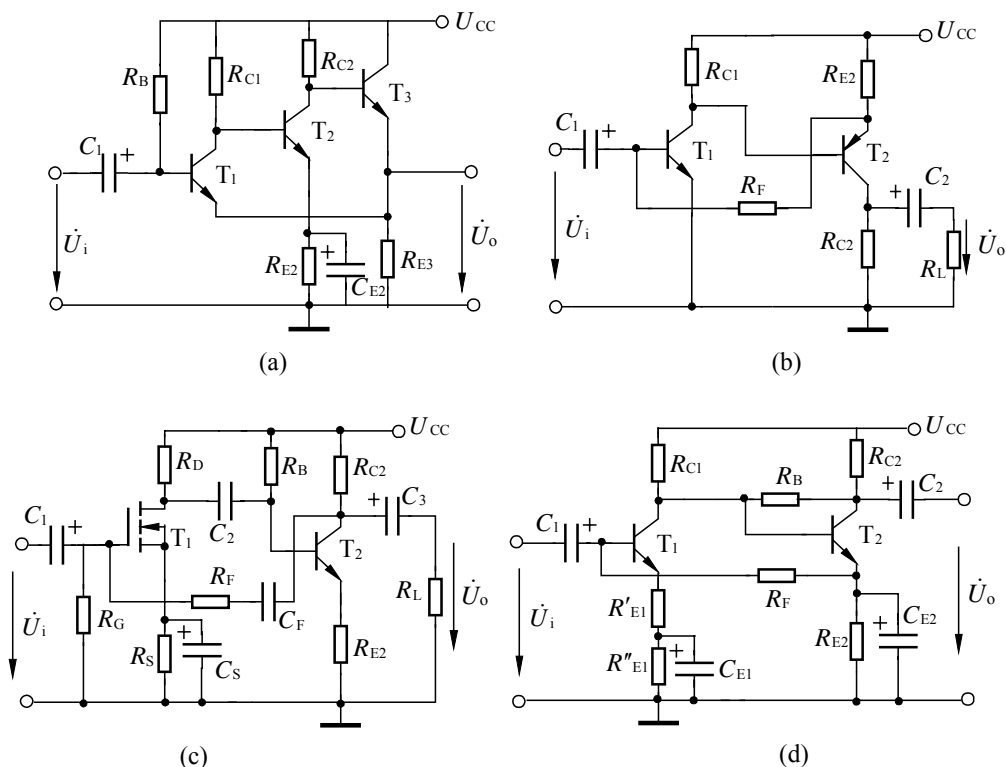 U_CC
R_B
R_C1
R_C2
T_3
T_2
C_1 +
T_1
U̇_i
R_E2
+
C_E2
R_E3
U̇_o
(a)
U_CC
R_C1
R_E2
C_1 +
T_1
T_2
R_F
+ C_2
U̇_i
R_C2
R_L
U̇_o
(b)
U_CC
R_D
R_B
R_C2
+ C_3
C_1 +
T_1
C_2
T_2
R_F
C_F
R_L
U̇_o
U̇_i
R_G
R_S
+
C_S
R_E2
(c)
U_CC
R_C1
R_C2
R_B
+ C_2
C_1 +
T_1
T_2
R_F
R'_E1
U̇_i
U̇_o
R_E2
+
C_E2
R''_E1
+
C_E1
(d)